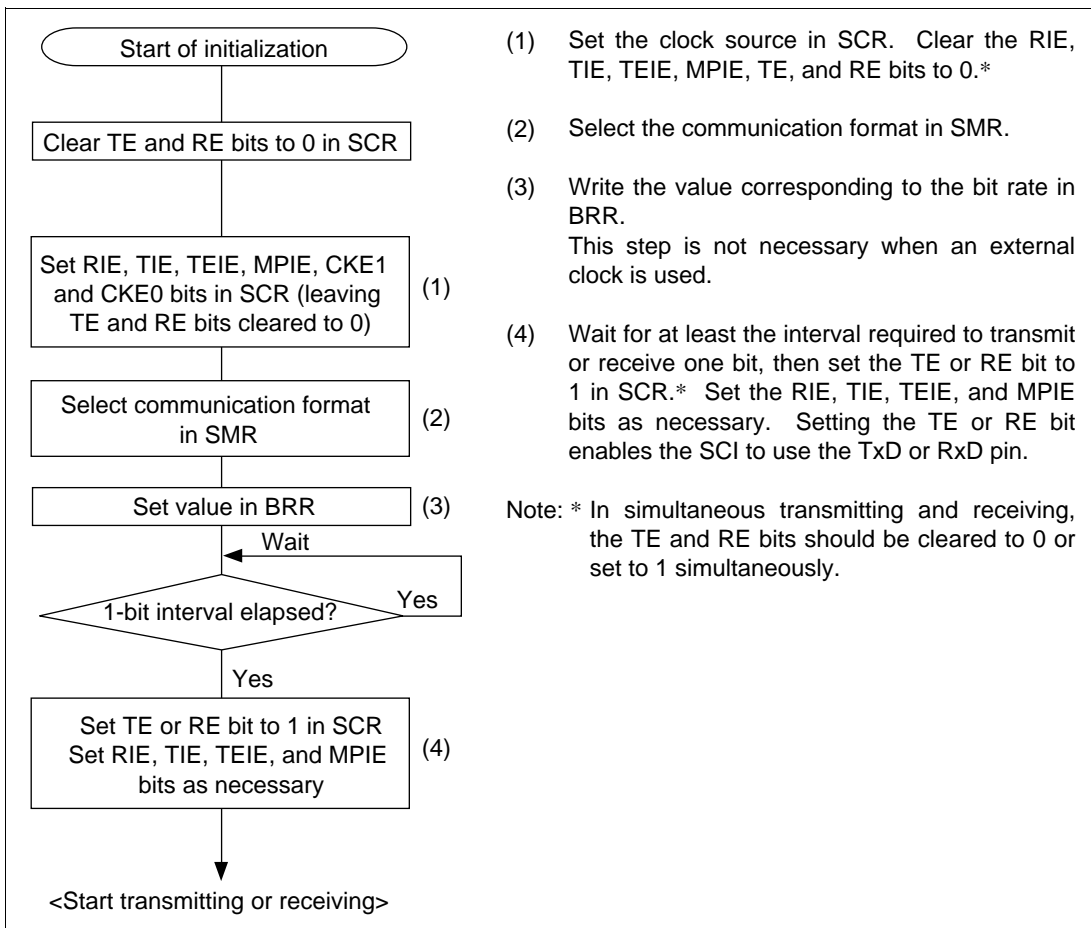 Start of initialization
Clear TE and RE bits to 0 in SCR
Set RIE, TIE, TEIE, MPIE, CKE1
and CKE0 bits in SCR (leaving
TE and RE bits cleared to 0)
(1)
Select communication format
in SMR
(2)
Set value in BRR
(3)
Wait
1-bit interval elapsed?
Yes
Yes
Set TE or RE bit to 1 in SCR
Set RIE, TIE, TEIE, and MPIE
bits as necessary
(4)
<Start transmitting or receiving>
(1) Set the clock source in SCR. Clear the RIE,
TIE, TEIE, MPIE, TE, and RE bits to 0.*
(2) Select the communication format in SMR.
(3) Write the value corresponding to the bit rate in
BRR.
This step is not necessary when an external
clock is used.
(4) Wait for at least the interval required to transmit
or receive one bit, then set the TE or RE bit to
1 in SCR.* Set the RIE, TIE, TEIE, and MPIE
bits as necessary. Setting the TE or RE bit
enables the SCI to use the TxD or RxD pin.
Note: * In simultaneous transmitting and receiving,
the TE and RE bits should be cleared to 0 or
set to 1 simultaneously.